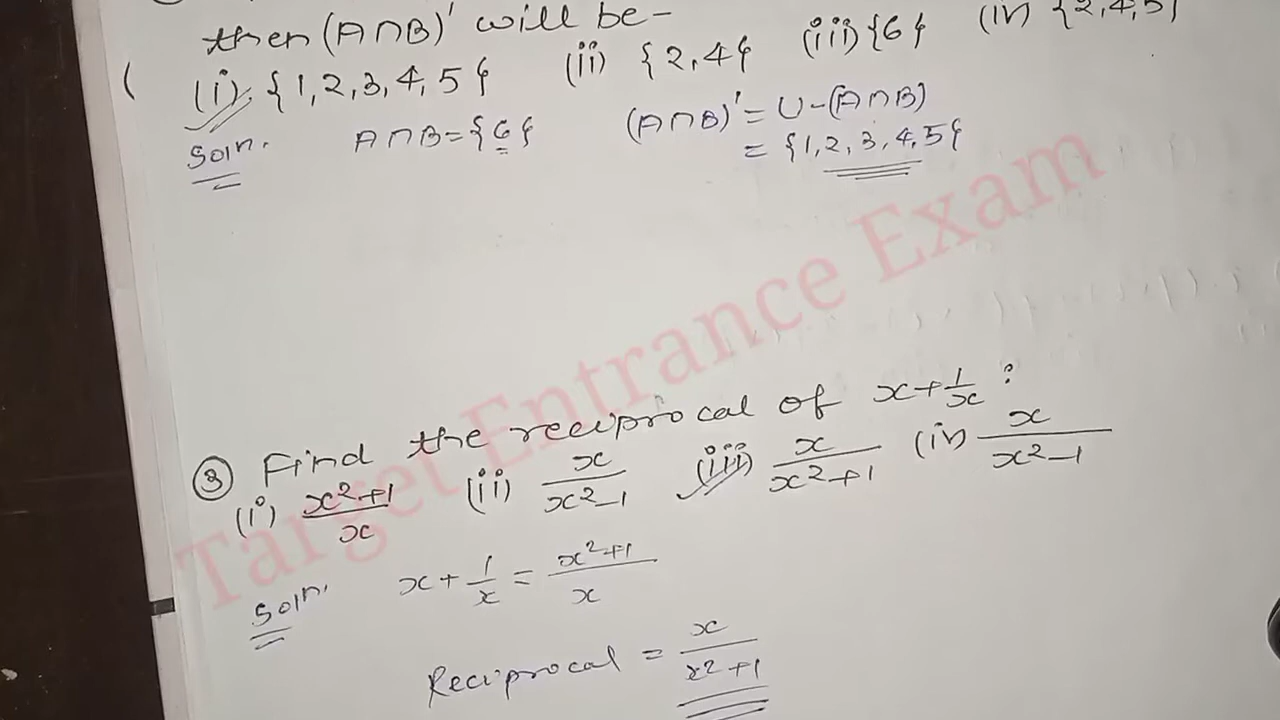 then (A∩B)' will be-
(i) {1,2,3,4,5} (ii) {2,4} (iii) {6} (iv) {2,4,5}
Soln. A∩B={6} (A∩B)' = U-(A∩B)
= {1,2,3,4,5}
Target Entrance Exam
③ Find the reciprocal of x+1/x :
(i) x²+1/x (ii) x/x²-1 (iii) x/x²+1 (iv) x/x²-1
Soln. x+1/x = x²+1/x
Reciprocal = x/x²+1